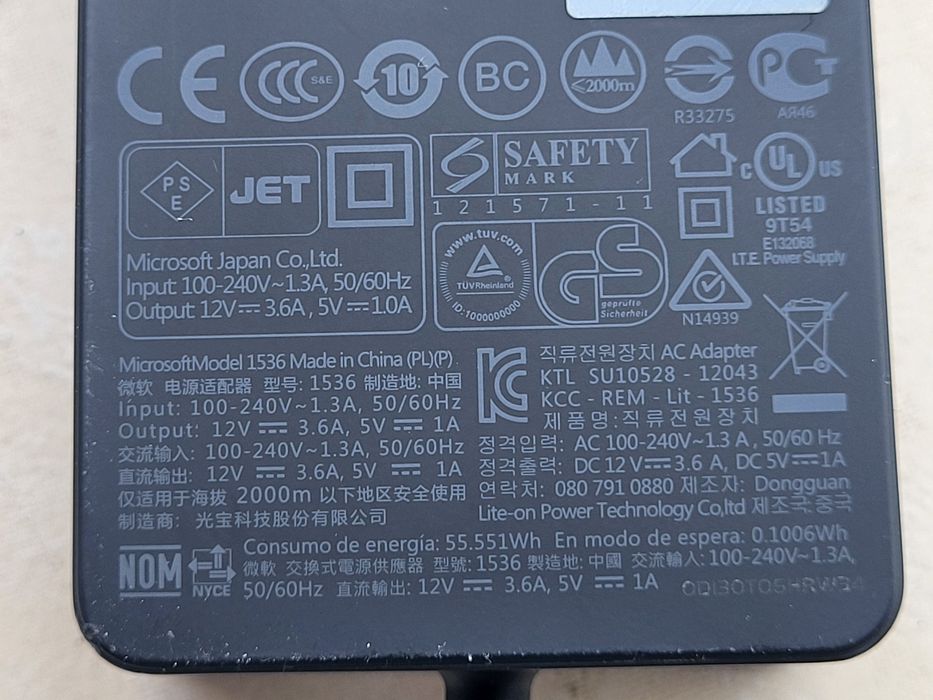 CE CCC S&E 10 BC ≤2000m R33275 PCT АЯ46
PS E JET
SAFETY
MARK
121571-11
c UL US
LISTED
9T54
E132068
I.T.E. Power Supply
Microsoft Japan Co,.Ltd.
Input: 100-240V~1.3A, 50/60Hz
Output: 12V⎓3.6A , 5V⎓1.0A
www.tuv.com
TÜVRheinland
ID:1000000000
GS
geprüfte
Sicherheit
N14939
MicrosoftModel 1536 Made in China (PL)(P)
微软 电源适配器 型号: 1536 制造地: 中国
Input: 100-240V~1.3A, 50/60Hz
Output: 12V ⎓ 3.6A, 5V ⎓ 1A
交流输入: 100-240V~1.3A, 50/60Hz
直流输出: 12V ⎓ 3.6A, 5V ⎓ 1A
仅适用于海拔 2000m 以下地区安全使用
制造商: 光宝科技股份有限公司
직류전원장치 AC Adapter
KTL SU10528 - 12043
KCC - REM - Lit - 1536
제품명: 직류전원장치
정격입력: AC 100-240V~1.3 A , 50/60 Hz
정격출력: DC 12 V⎓3.6 A, DC 5V⎓1A
연락처: 080 791 0880 제조자: Dongguan
Lite-on Power Technology Co,ltd 제조국: 중국
NOM NYCE
Consumo de energía: 55.551Wh En modo de espera: 0.1006Wh
微軟 交換式電源供應器 型號: 1536 製造地: 中國 交流輸入: 100-240V~1.3A,
50/60Hz 直流輸出: 12V ⎓ 3.6A, 5V ⎓ 1A